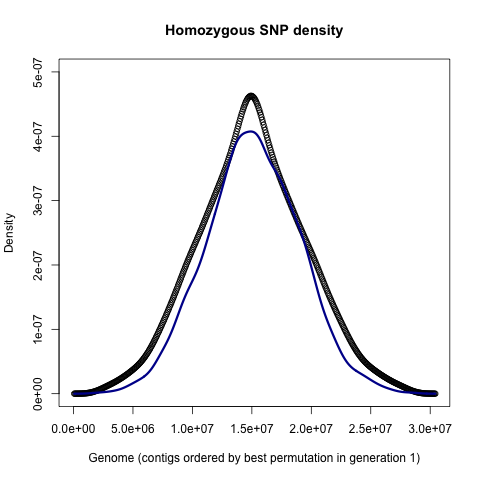 Homozygous SNP density
Density
5e-07
4e-07
3e-07
2e-07
1e-07
0e+00
0.0e+00 5.0e+06 1.0e+07 1.5e+07 2.0e+07 2.5e+07 3.0e+07
Genome (contigs ordered by best permutation in generation 1)